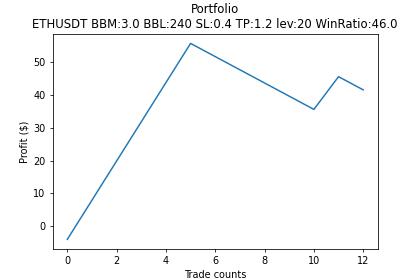 Portfolio
ETHUSDT BBM:3.0 BBL:240 SL:0.4 TP:1.2 lev:20 WinRatio:46.0
50
40
30
20
10
0
Profit ($)
0 2 4 6 8 10 12
Trade counts